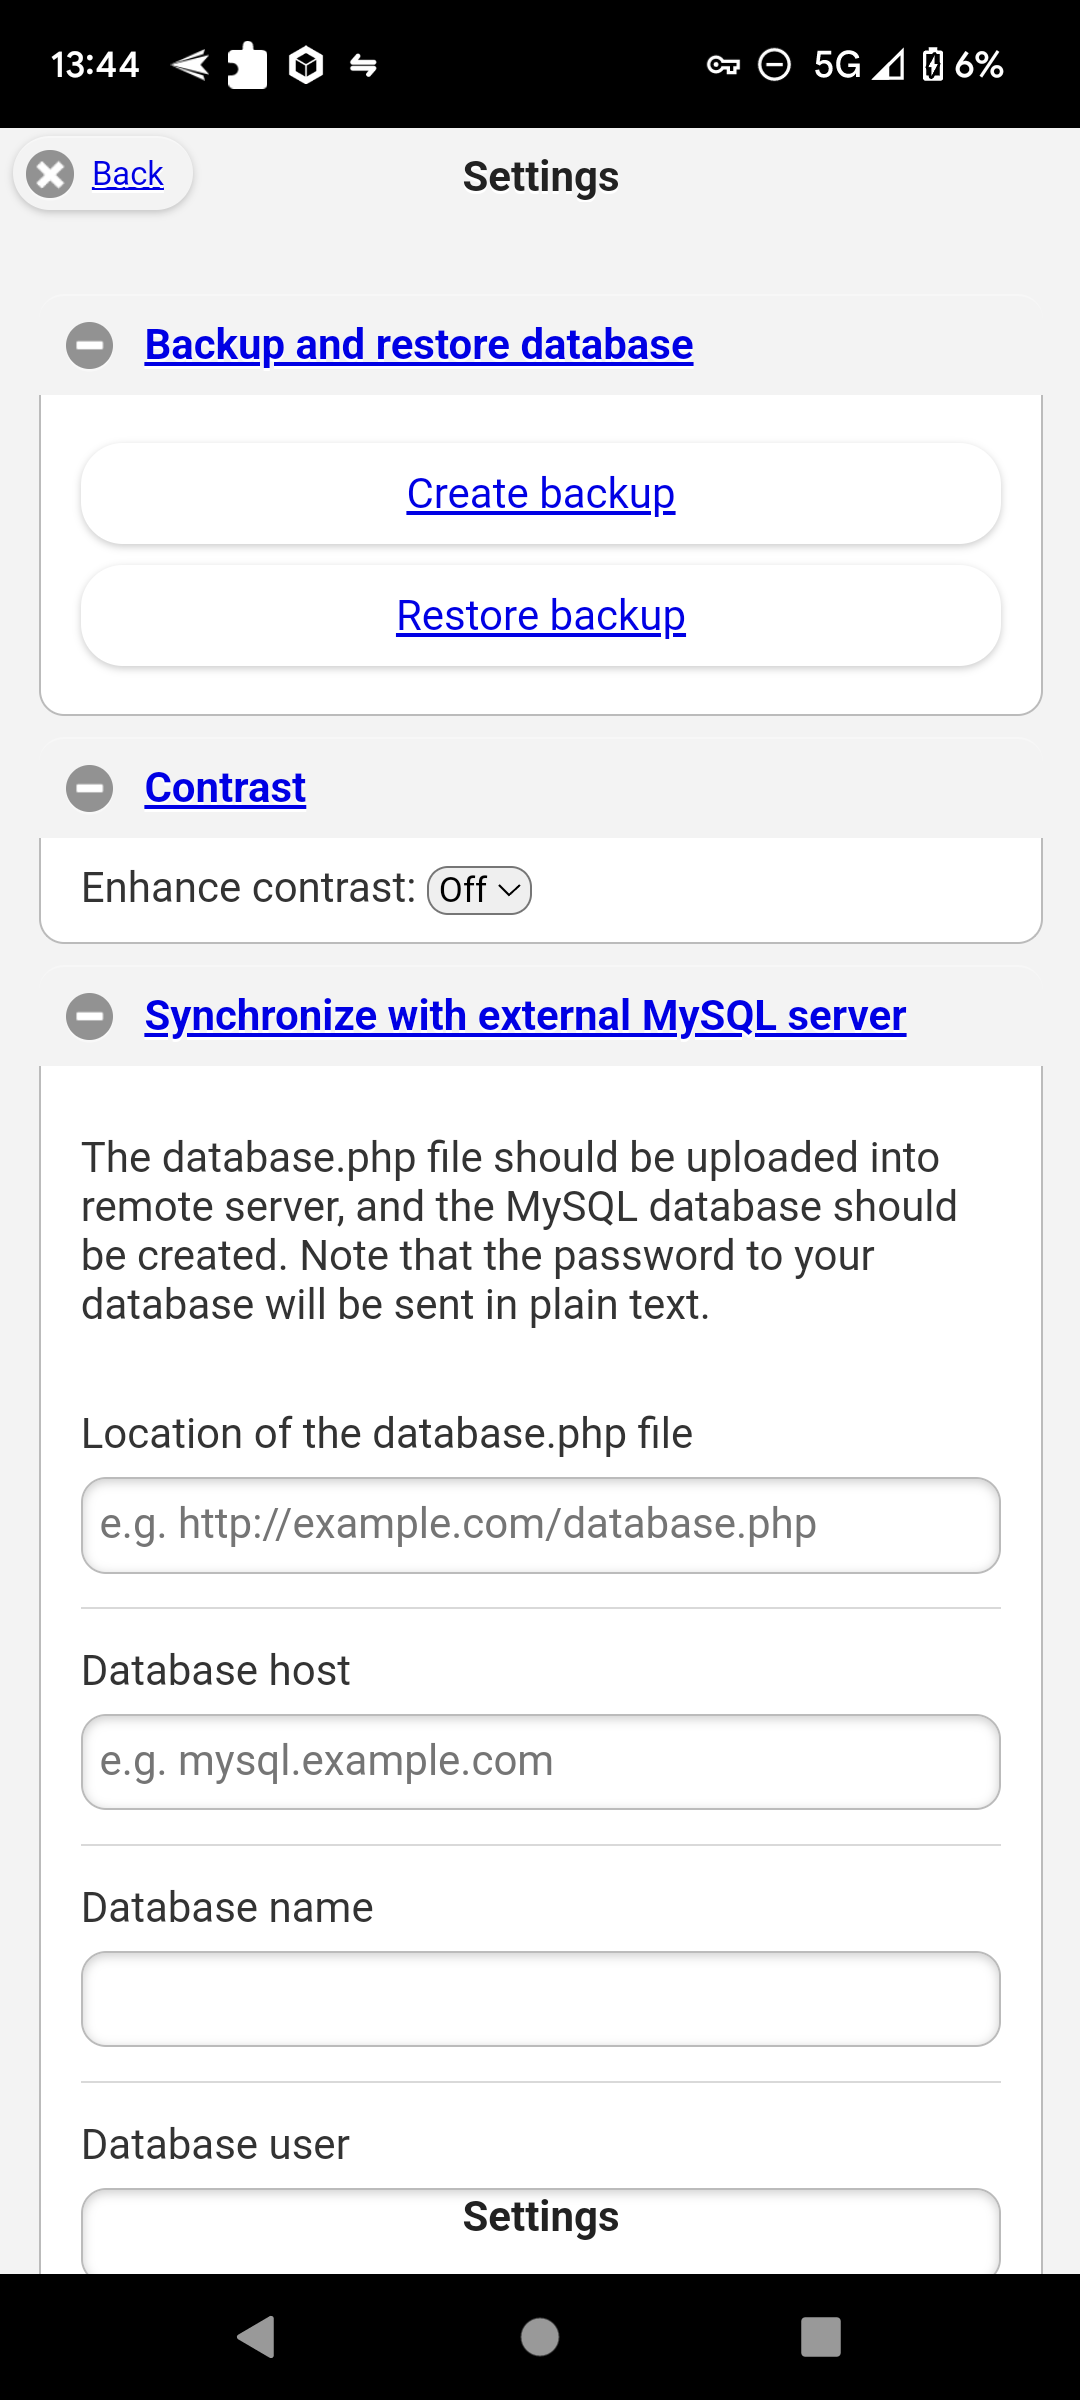 13:44 5G 6%
Back
Settings
Backup and restore database
Create backup
Restore backup
Contrast
Enhance contrast: Off
Synchronize with external MySQL server
The database.php file should be uploaded into
remote server, and the MySQL database should
be created. Note that the password to your
database will be sent in plain text.
Location of the database.php file
e.g. http://example.com/database.php
Database host
e.g. mysql.example.com
Database name
Database user
Settings